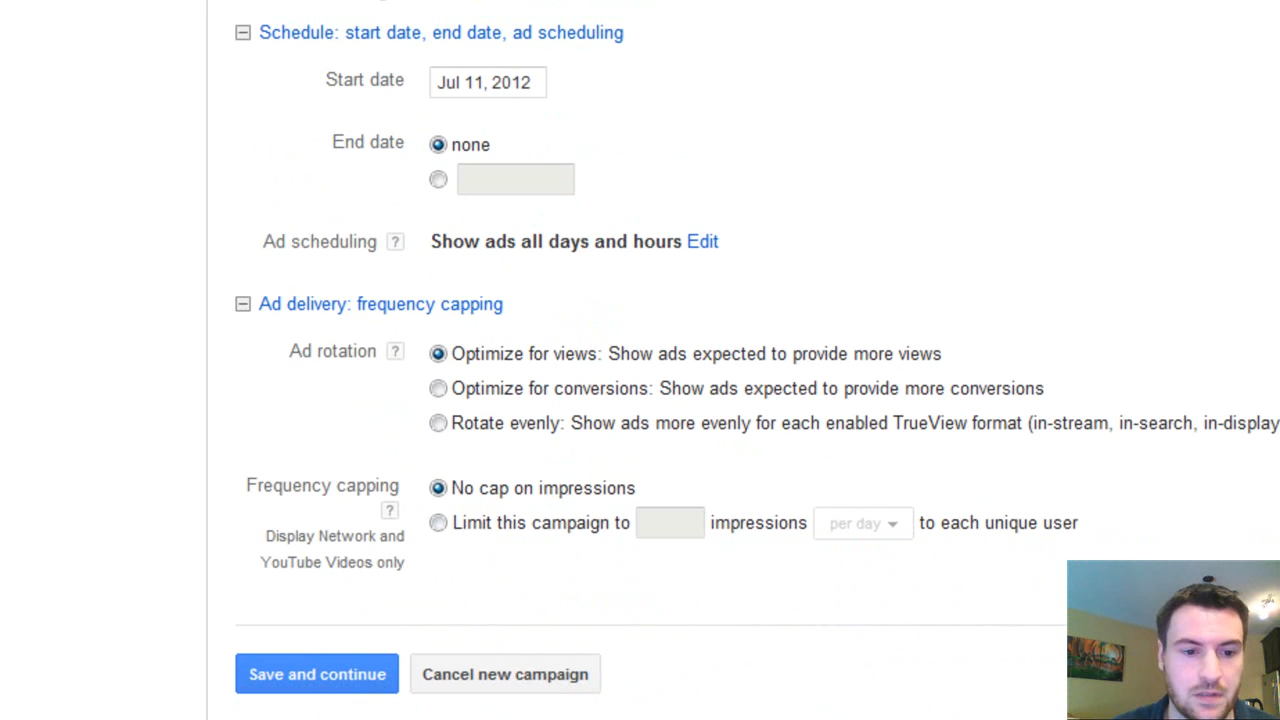 Schedule: start date, end date, ad scheduling
Start date Jul 11, 2012
End date none
Ad scheduling ? Show ads all days and hours Edit
Ad delivery: frequency capping
Ad rotation ? Optimize for views: Show ads expected to provide more views
Optimize for conversions: Show ads expected to provide more conversions
Rotate evenly: Show ads more evenly for each enabled TrueView format (in-stream, in-search, in-display
Frequency capping No cap on impressions
?
Limit this campaign to impressions per day to each unique user
Display Network and
YouTube Videos only
Save and continue Cancel new campaign